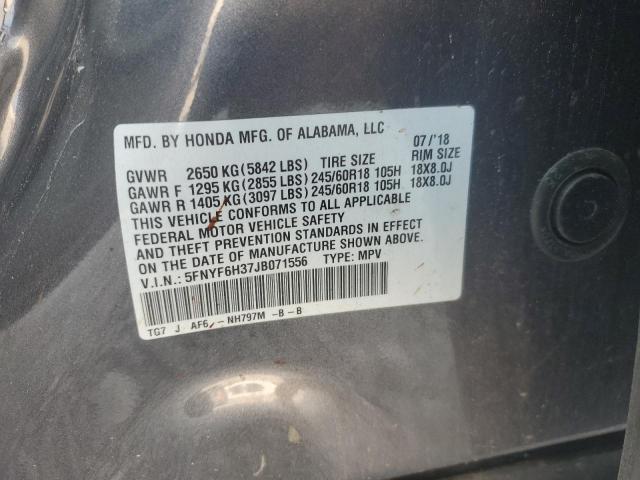 MFD. BY HONDA MFG. OF ALABAMA, LLC 07/'18
GVWR 2650 KG(5842 LBS) TIRE SIZE RIM SIZE
GAWR F 1295 KG(2855 LBS)245/60R18 105H 18X8.0J
GAWR R 1405 KG(3097 LBS)245/60R18 105H 18X8.0J
THIS VEHICLE CONFORMS TO ALL APPLICABLE
FEDERAL MOTOR VEHICLE SAFETY
AND THEFT PREVENTION STANDARDS IN EFFECT
ON THE DATE OF MANUFACTURE SHOWN ABOVE.
V.I.N.: 5FNYF6H37JB071556 TYPE: MPV
TG7 J AF6 -NH797M -B-B